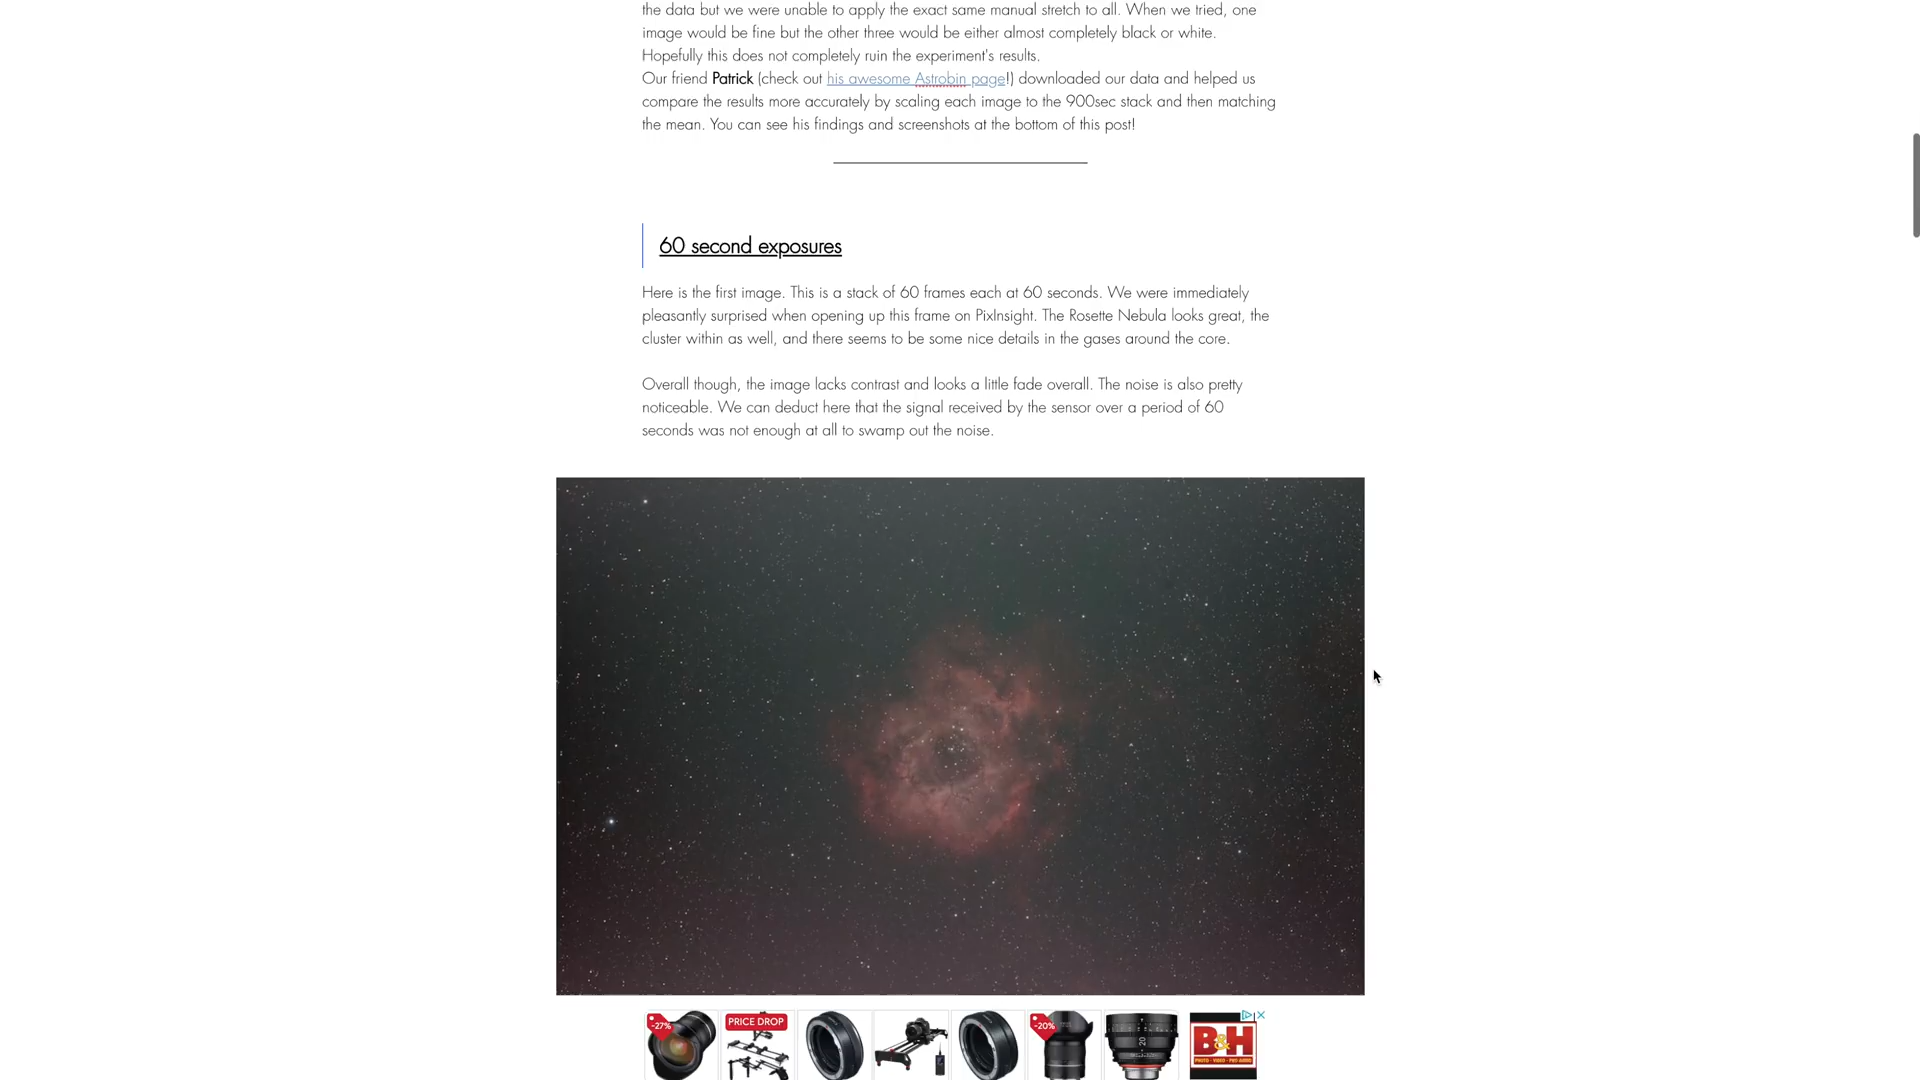 the data but we were unable to apply the exact same manual stretch to all. When we tried, one
image would be fine but the other three would be either almost completely black or white.
Hopefully this does not completely ruin the experiment's results.
Our friend Patrick (check out his awesome Astrobin page!) downloaded our data and helped us
compare the results more accurately by scaling each image to the 900sec stack and then matching
the mean. You can see his findings and screenshots at the bottom of this post!
60 second exposures
Here is the first image. This is a stack of 60 frames each at 60 seconds. We were immediately
pleasantly surprised when opening up this frame on PixInsight. The Rosette Nebula looks great, the
cluster within as well, and there seems to be some nice details in the gases around the core.
Overall though, the image lacks contrast and looks a little fade overall. The noise is also pretty
noticeable. We can deduct here that the signal received by the sensor over a period of 60
seconds was not enough at all to swamp out the noise.
-27%
PRICE DROP
-20%
20
B&H
PHOTO · VIDEO · PRO AUDIO